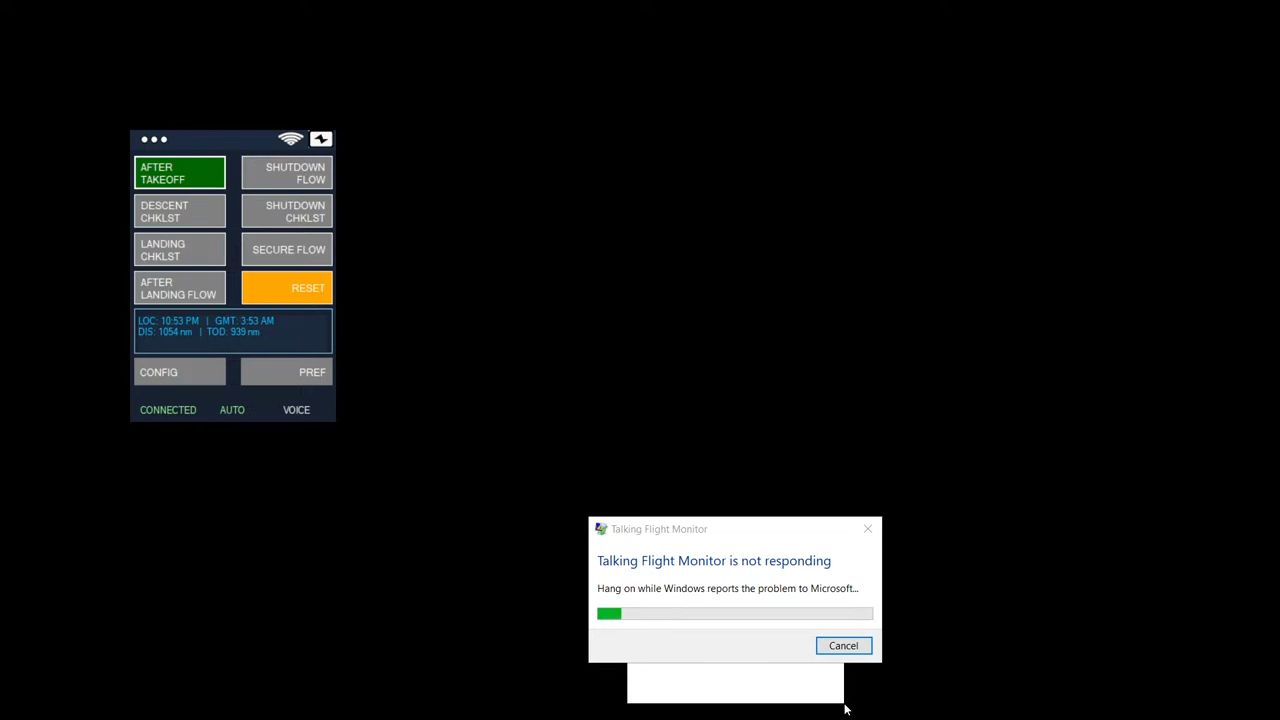 AFTER
TAKEOFF
SHUTDOWN
FLOW
DESCENT
CHKLST
SHUTDOWN
CHKLST
LANDING
CHKLST
SECURE FLOW
AFTER
LANDING FLOW
RESET
LOC: 10:53 PM | GMT: 3:53 AM
DIS: 1054 nm | TOD: 939 nm
CONFIG
PREF
CONNECTED AUTO VOICE
Talking Flight Monitor
Talking Flight Monitor is not responding
Hang on while Windows reports the problem to Microsoft...
Cancel